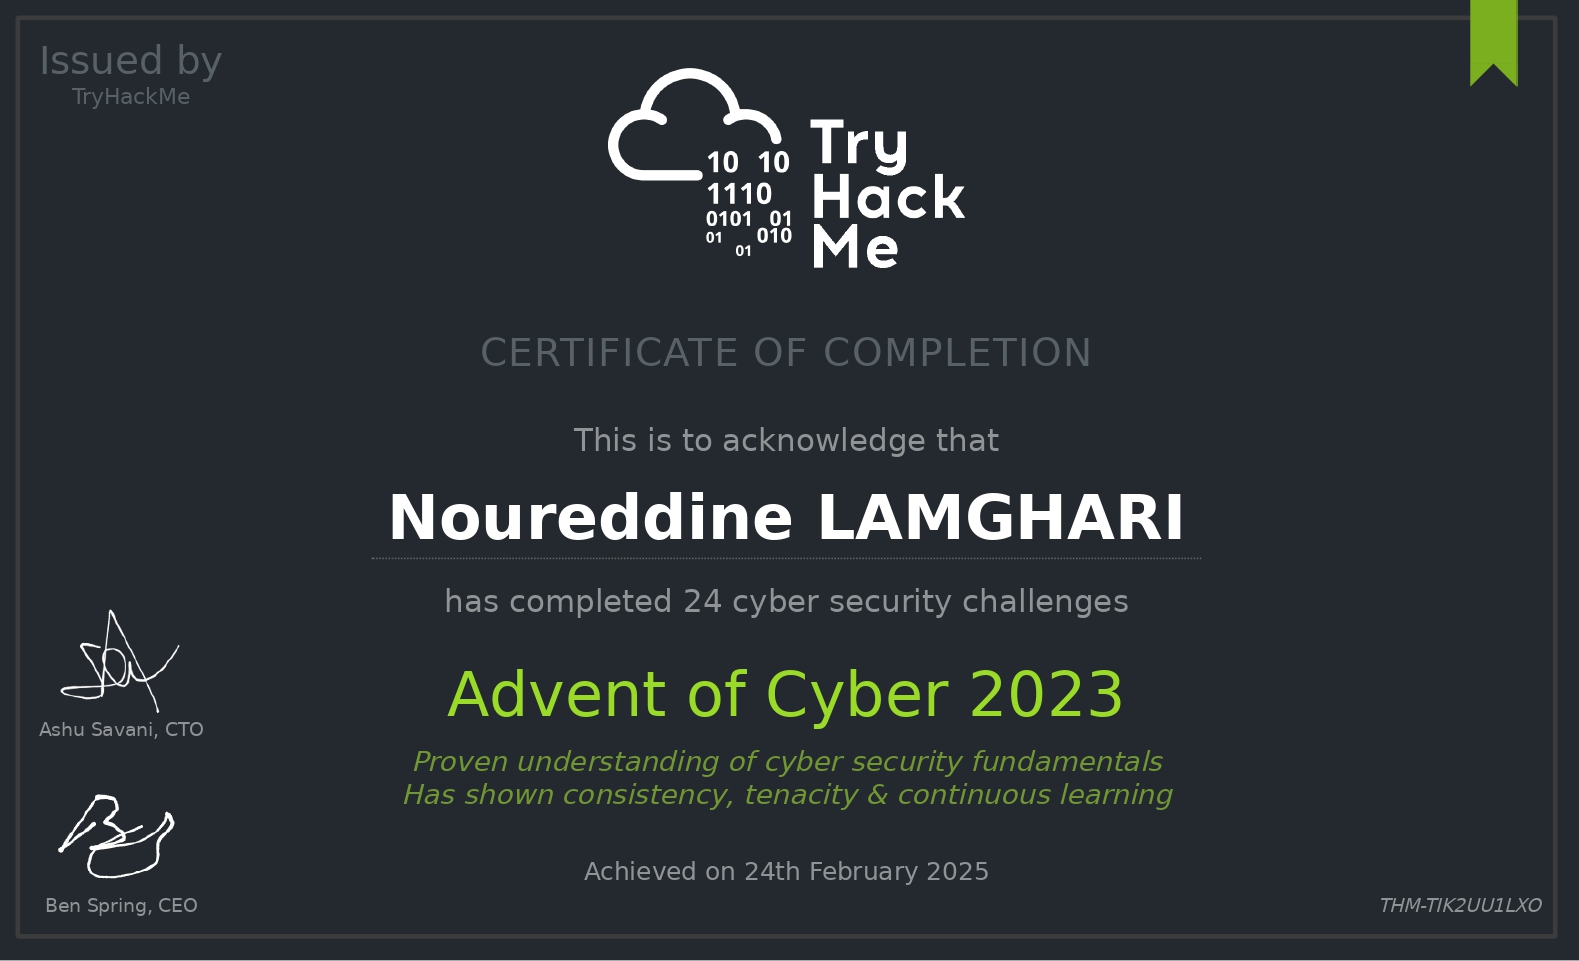 Issued by
TryHackMe
10 10
1110
0101 01
01 010
01
Try
Hack
Me
CERTIFICATE OF COMPLETION
This is to acknowledge that
Noureddine LAMGHARI
has completed 24 cyber security challenges
Advent of Cyber 2023
Proven understanding of cyber security fundamentals
Has shown consistency, tenacity & continuous learning
Achieved on 24th February 2025
Ashu Savani, CTO
Ben Spring, CEO
THM-TIK2UU1LXO